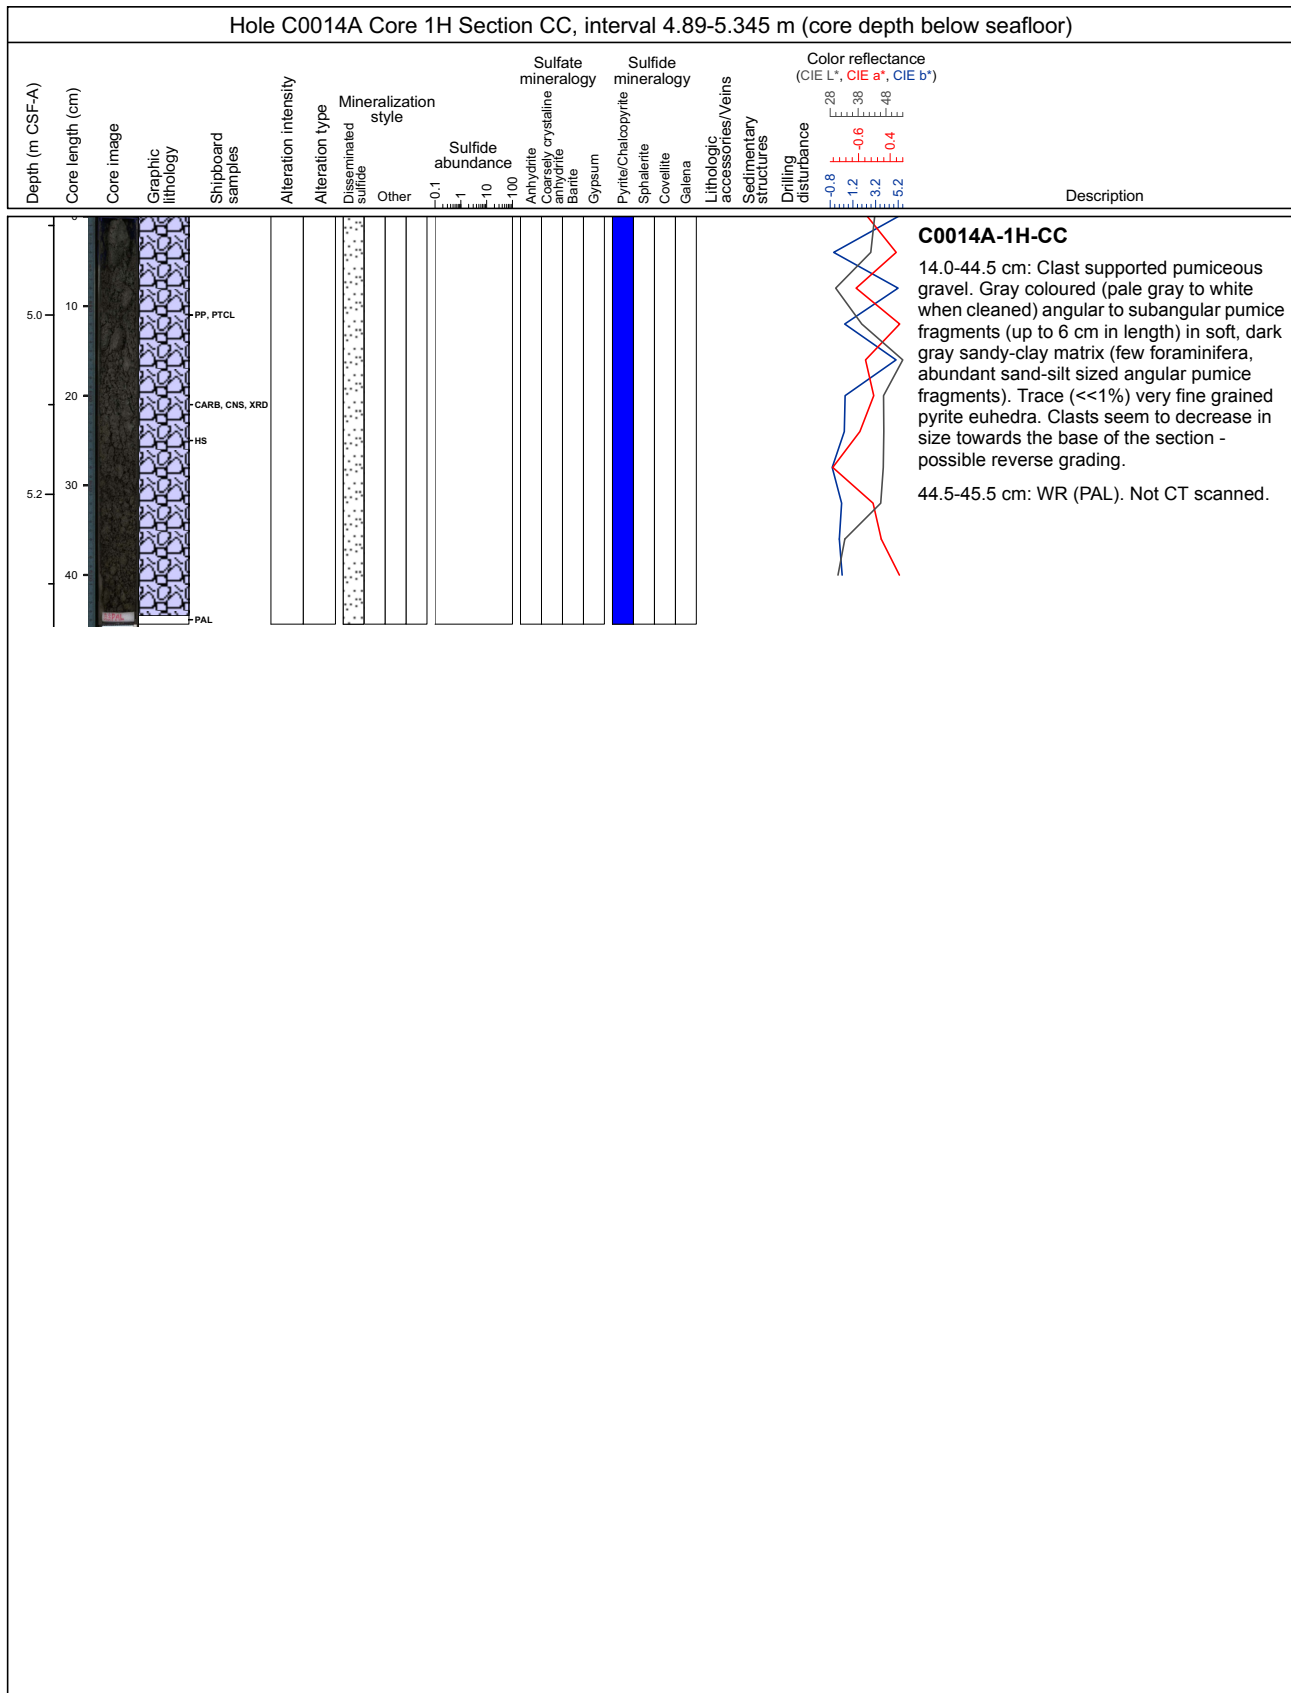 Hole C0014A Core 1H Section CC, interval 4.89-5.345 m (core depth below seafloor)
Depth (m CSF-A)
Core length (cm)
Core image
Graphic
lithology
Shipboard
samples
Alteration intensity
Alteration type
Mineralization
style
Disseminated
sulfide
Other
Sulfide
abundance
0.1
1
10
100
Sulfate
mineralogy
Anhydrite
Coarsely crystaline
anhydrite
Barite
Gypsum
Sulfide
mineralogy
Pyrite/Chalcopyrite
Sphalerite
Covellite
Galena
Lithologic
accessories/Veins
Sedimentary
structures
Drilling
disturbance
Color reflectance
(CIE L*, CIE a*, CIE b*)
28
38
48
-0.6
0.4
-0.8
1.2
3.2
5.2
Description
5.0
5.2
10
20
30
40
PP, PTCL
CARB, CNS, XRD
HS
PAL
PAL
C0014A-1H-CC
14.0-44.5 cm: Clast supported pumiceous
gravel. Gray coloured (pale gray to white
when cleaned) angular to subangular pumice
fragments (up to 6 cm in length) in soft, dark
gray sandy-clay matrix (few foraminifera,
abundant sand-silt sized angular pumice
fragments). Trace (<<1%) very fine grained
pyrite euhedra. Clasts seem to decrease in
size towards the base of the section -
possible reverse grading.
44.5-45.5 cm: WR (PAL). Not CT scanned.